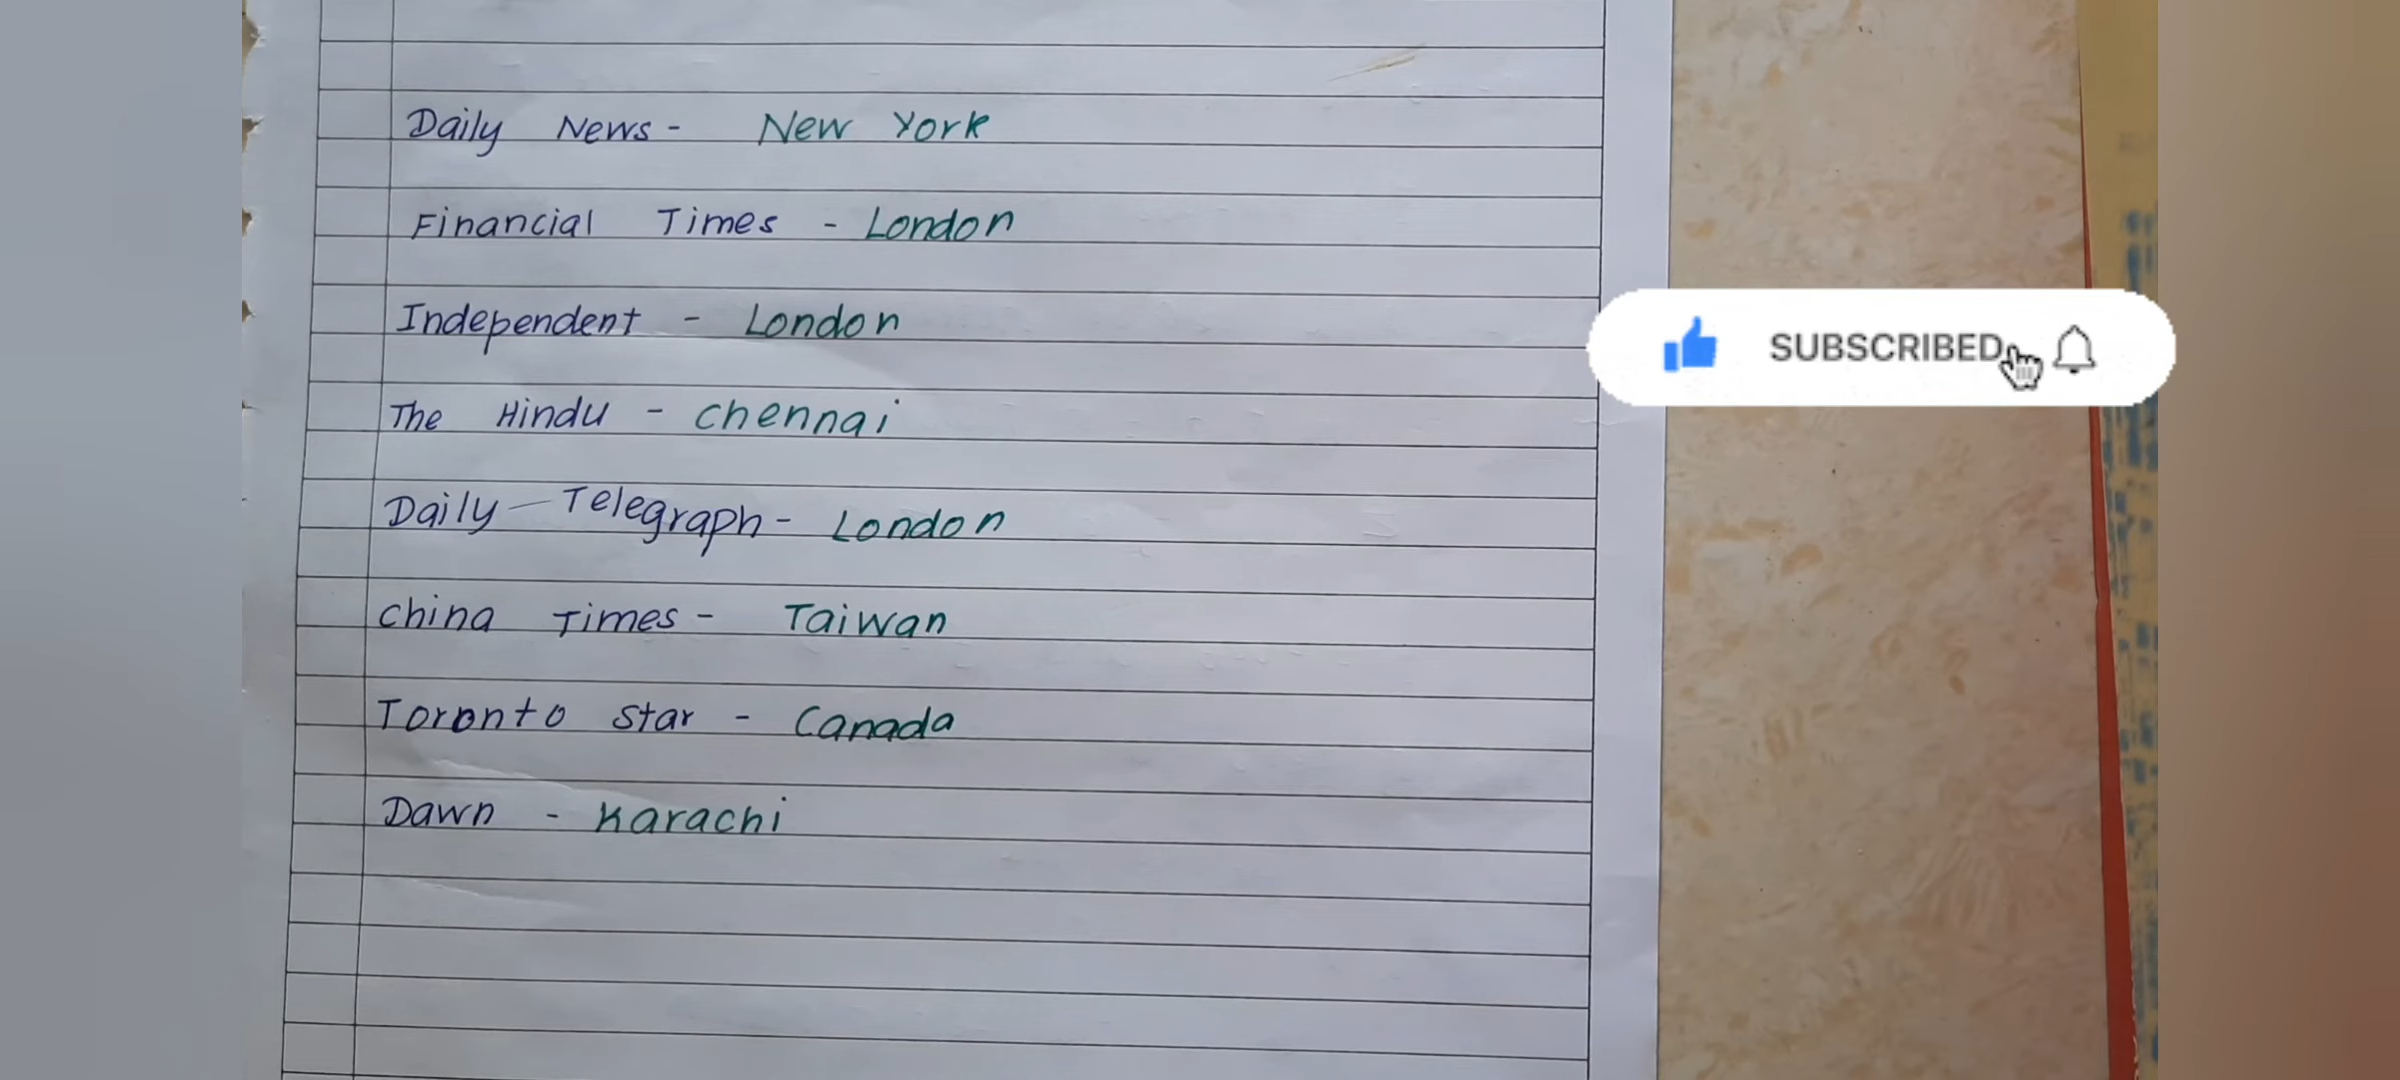 Daily News - New York
Financial Times - London
Independent - London
The Hindu - Chennai
SUBSCRIBED
Daily - Telegraph - London
China Times - Taiwan
Toronto Star - Canada
Dawn - Karachi